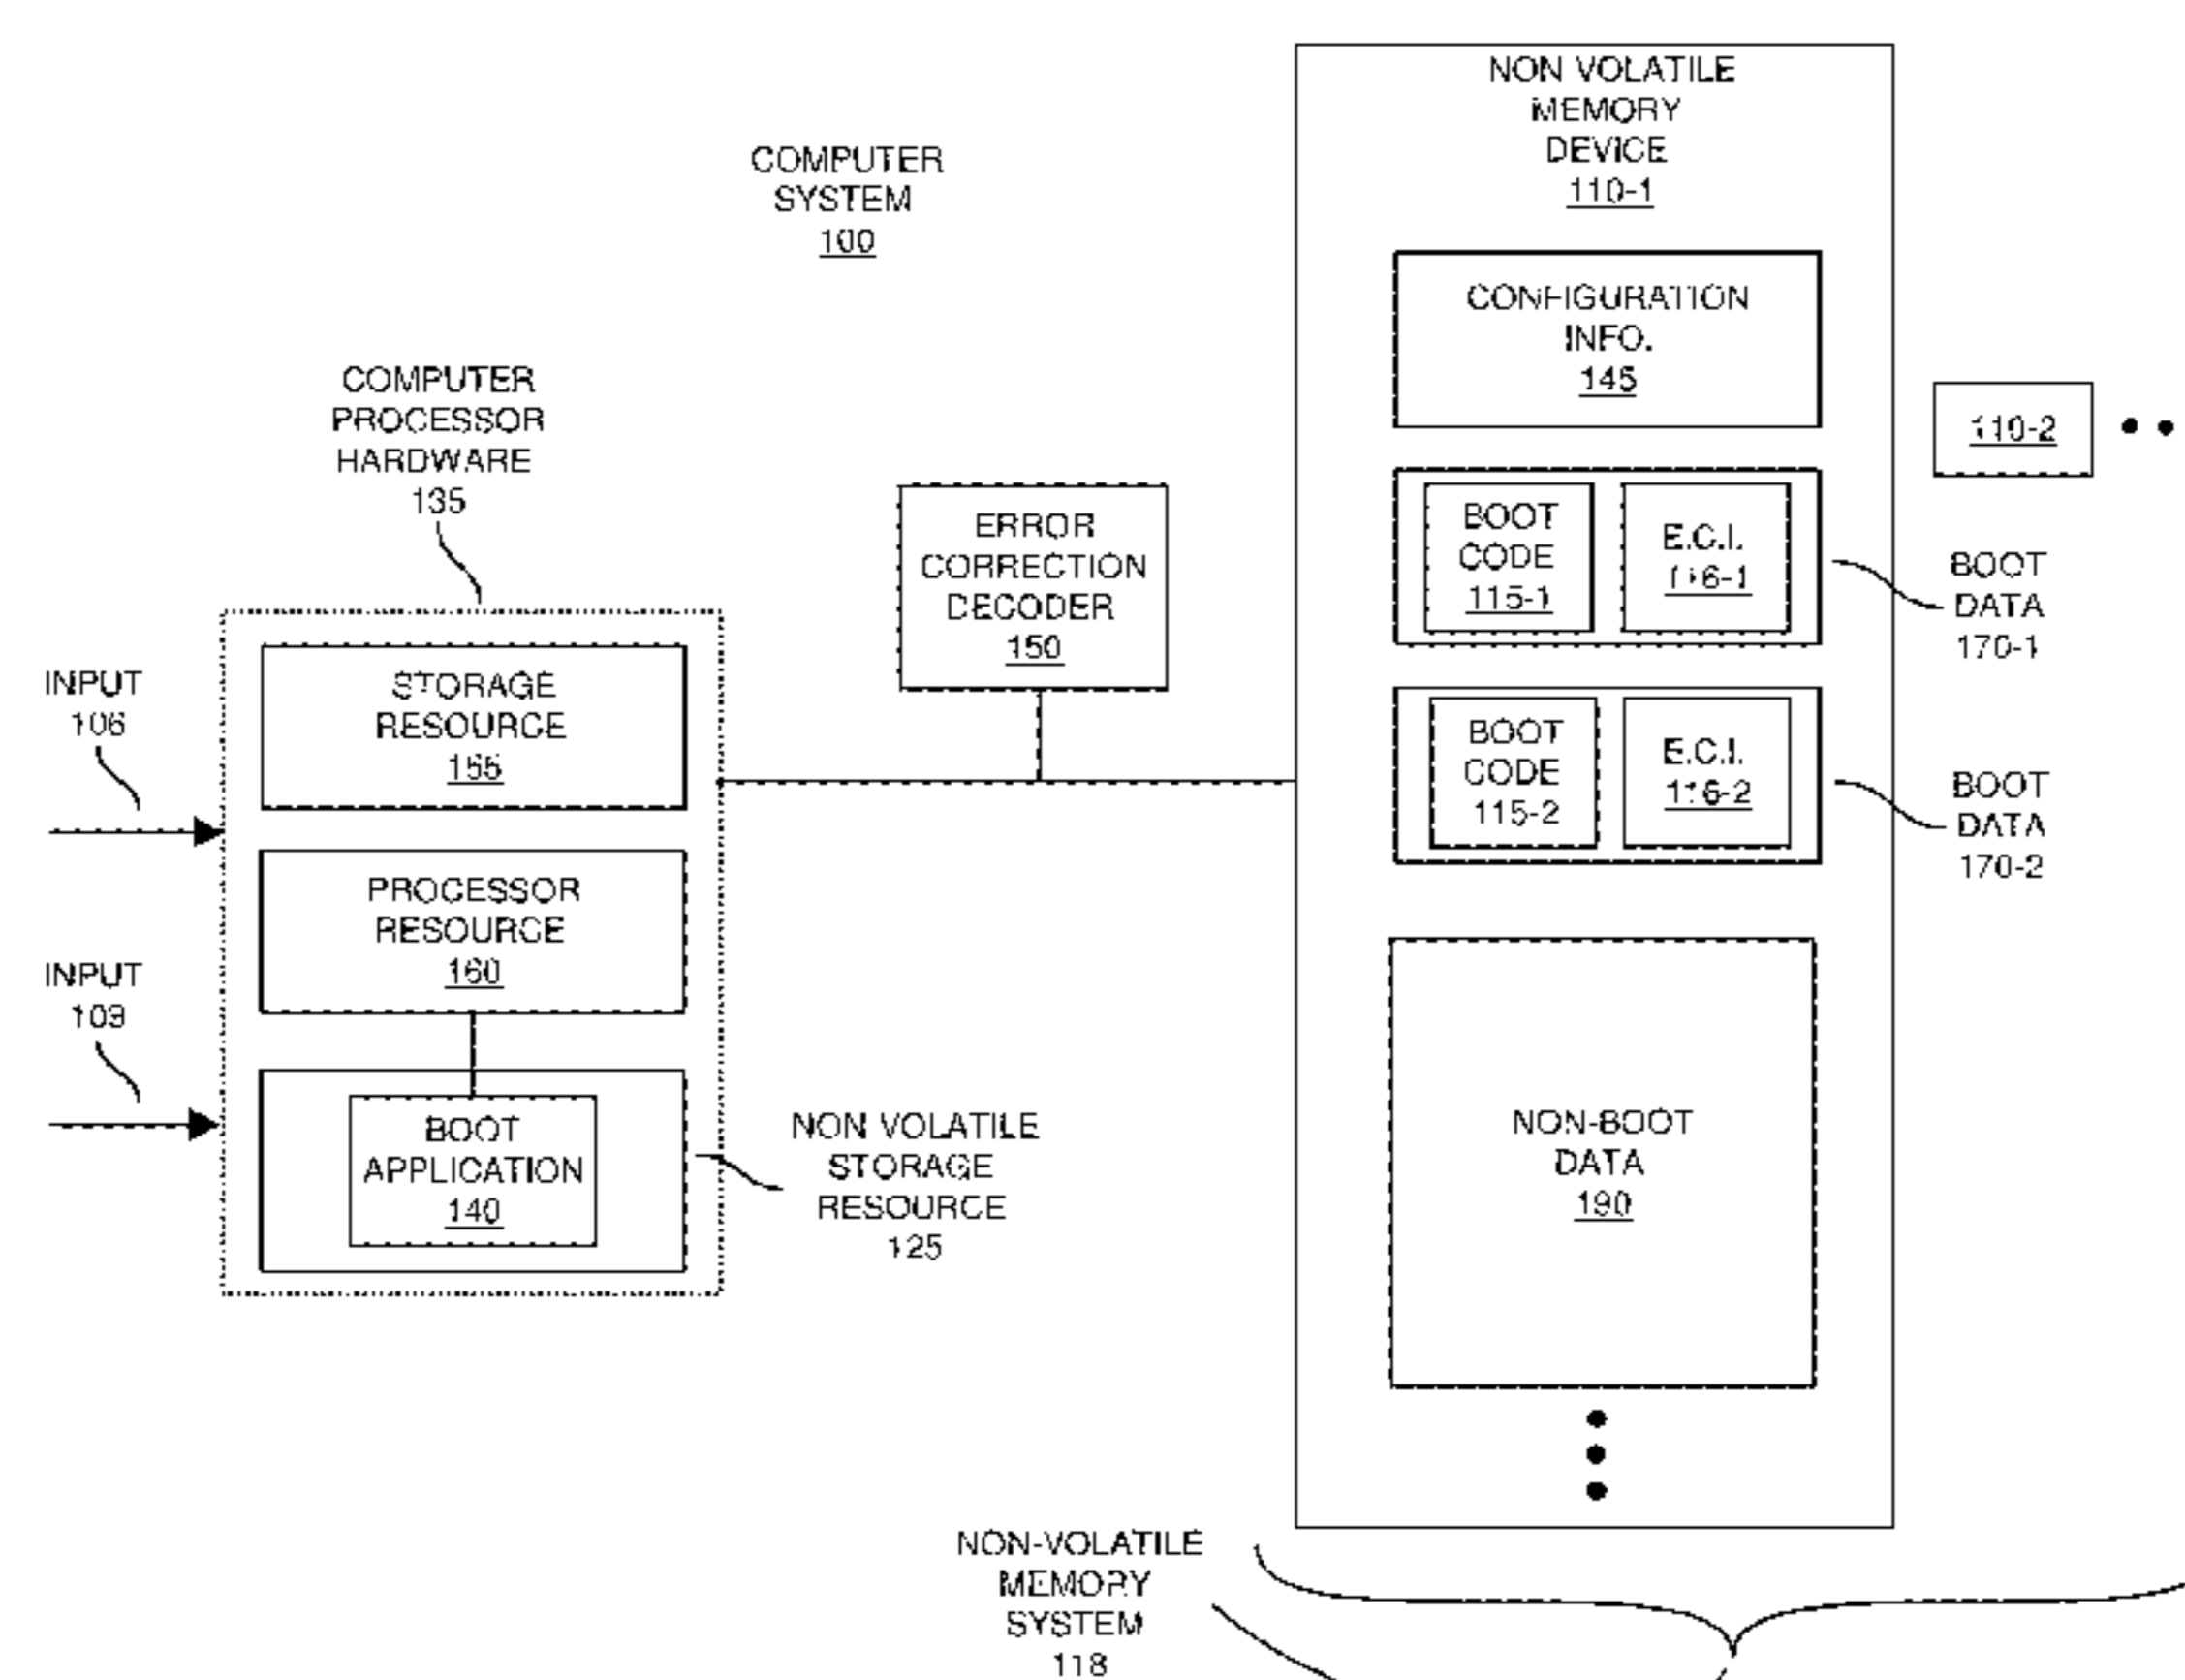 COMPUTER
SYSTEM
100
NON VOLATILE
MEMORY
DEVICE
110-1
CONFIGURATION
INFO.
145
110-2
BOOT
CODE
115-1
E.C.I.
116-1
BOOT
DATA
170-1
BOOT
CODE
115-2
E.C.I.
116-2
BOOT
DATA
170-2
NON-BOOT
DATA
190
COMPUTER
PROCESSOR
HARDWARE
135
ERROR
CORRECTION
DECODER
150
INPUT
106
STORAGE
RESOURCE
155
PROCESSOR
RESOURCE
160
INPUT
109
BOOT
APPLICATION
140
NON VOLATILE
STORAGE
RESOURCE
125
NON-VOLATILE
MEMORY
SYSTEM
118